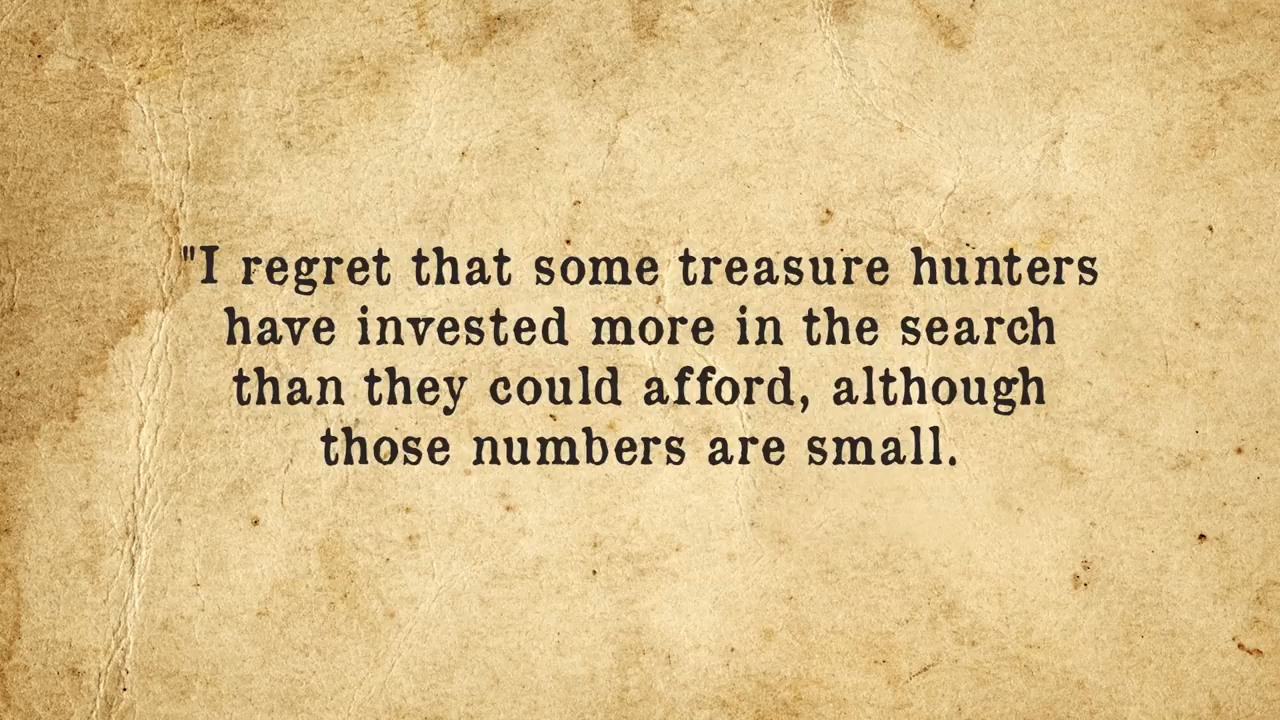 "I regret that some treasure hunters
have invested more in the search
than they could afford, although
those numbers are small.